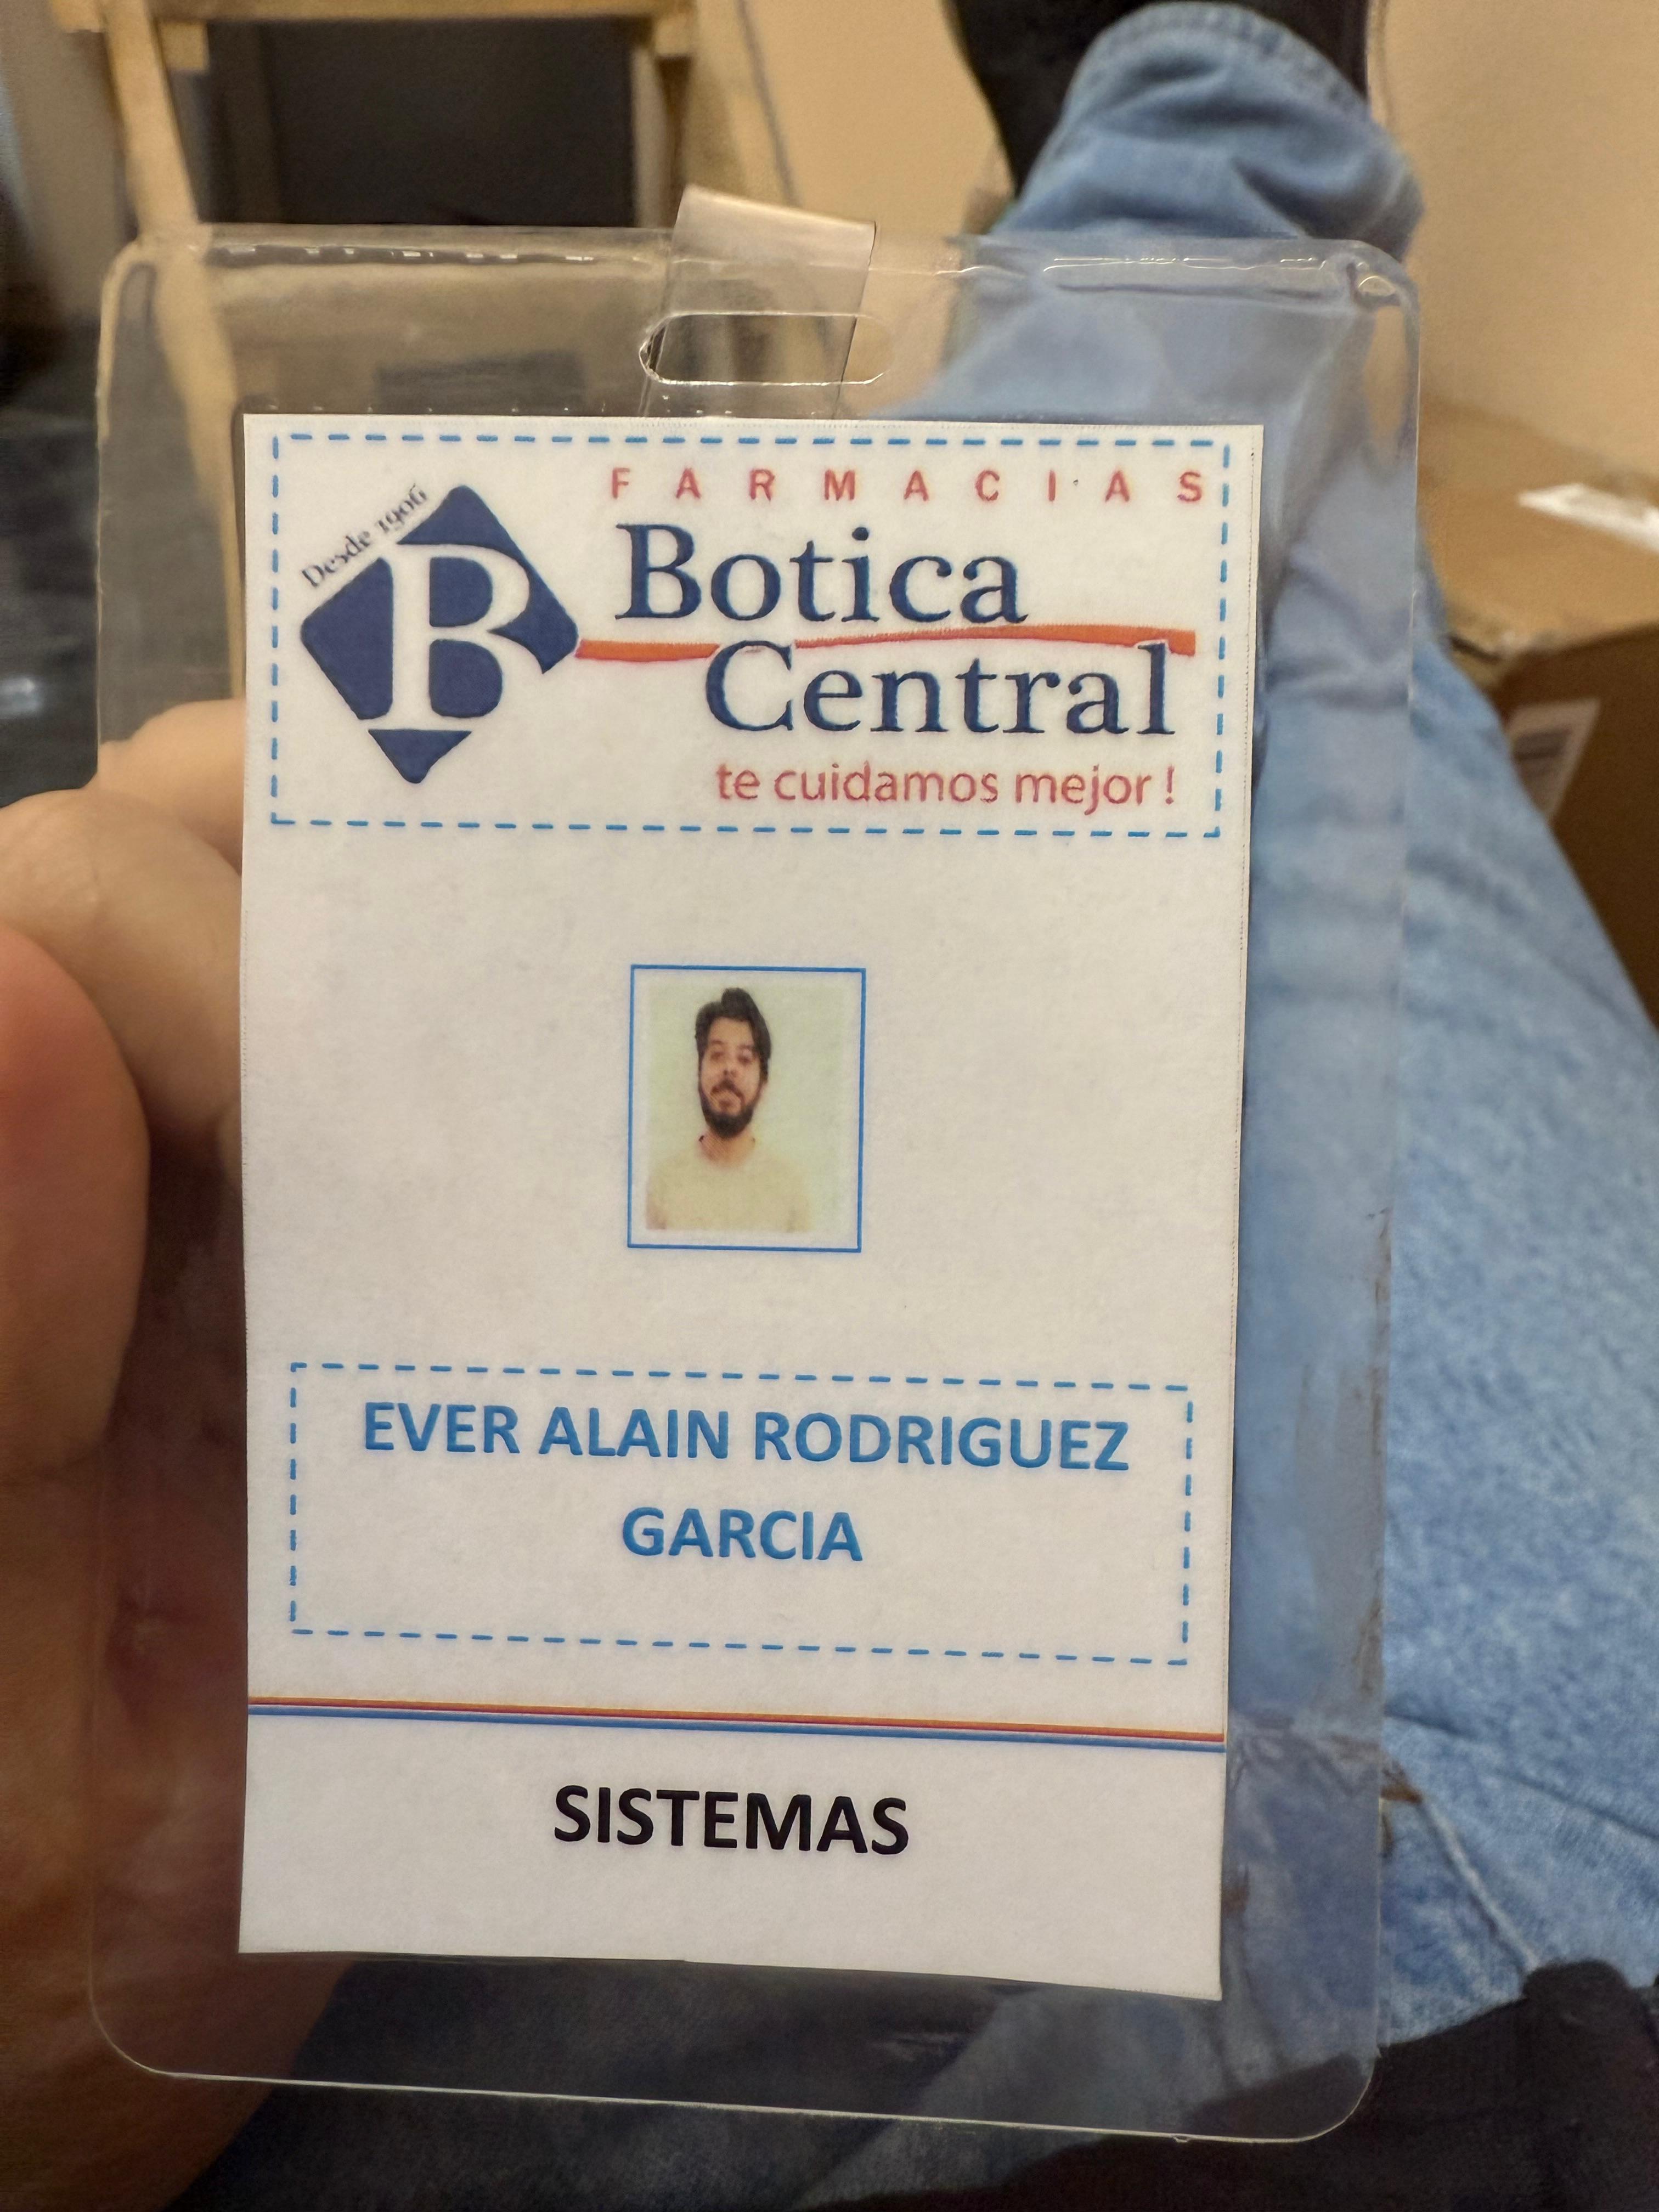 Desde 1906
FARMACIAS
B
Botica
Central
te cuidamos mejor !
EVER ALAIN RODRIGUEZ
GARCIA
SISTEMAS